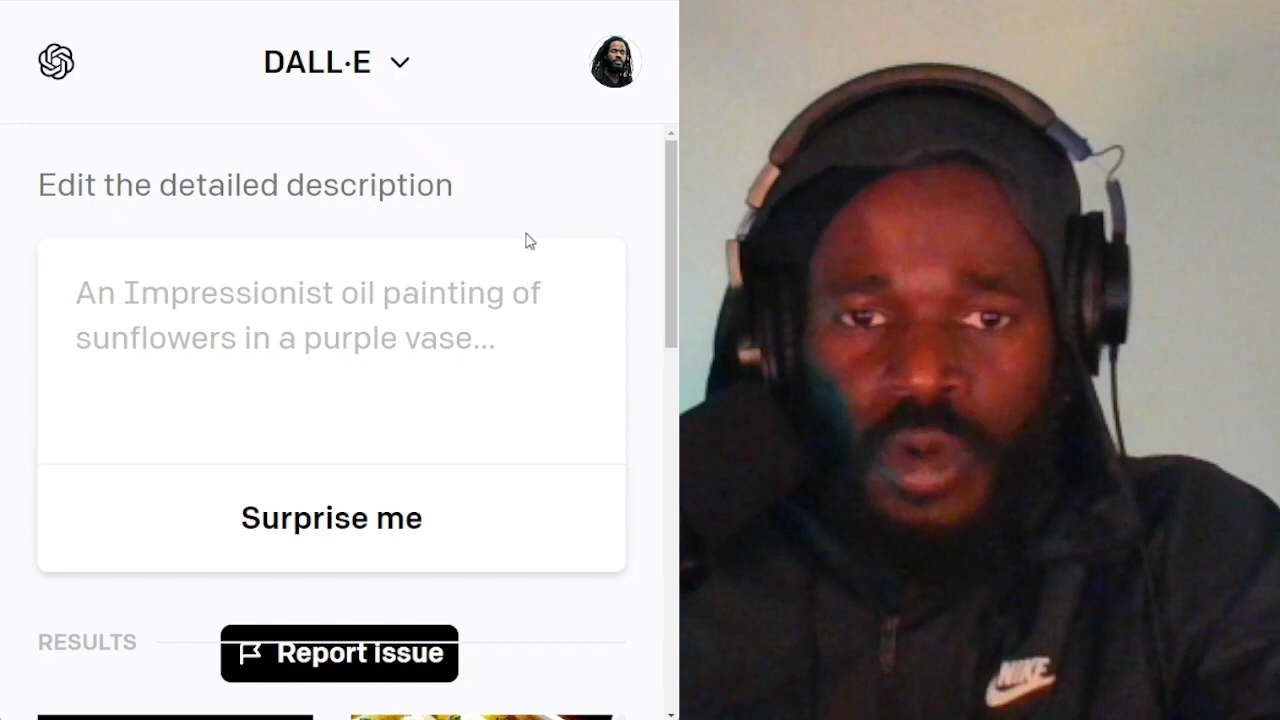 DALL·E
Edit the detailed description
An Impressionist oil painting of
sunflowers in a purple vase...
Surprise me
RESULTS
Report issue
NIKE